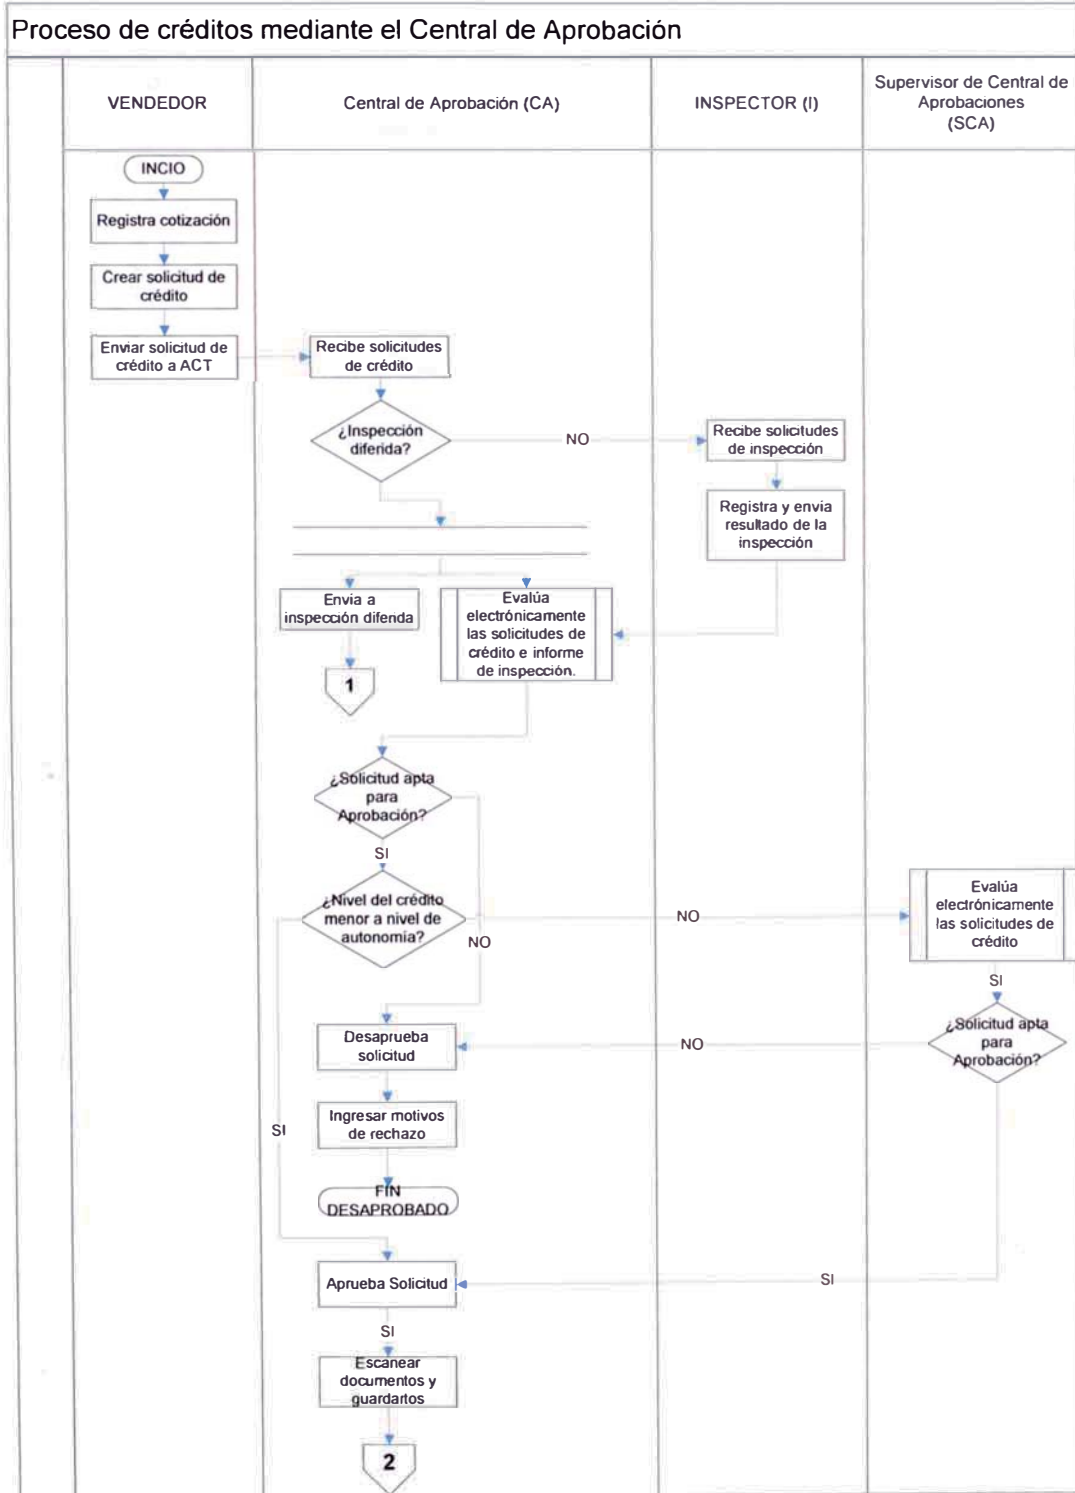 Proceso de créditos mediante el Central de Aprobación
VENDEDOR
Central de Aprobación (CA)
INSPECTOR (I)
Supervisor de Central de
Aprobaciones
(SCA)
INCIO
Registra cotización
Crear solicitud de
crédito
Enviar solicitud de
crédito a ACT
Recibe solicitudes
de crédito
¿Inspección
diferida?
NO
Recibe solicitudes
de inspección
Registra y envia
resultado de la
inspección
Envia a
inspección difenda
Evalúa
electrónicamente
las solicitudes de
crédito e informe
de inspección.
1
¿Solicitud apta
para
Aprobación?
SI
NO
¿Nivel del crédito
menor a nivel de
autonomia?
NO
Evalúa
electrónicamente
las solicitudes de
crédito
SI
¿Solicitud apta
para
Aprobación?
NO
Desaprueba
solicitud
Ingresar motivos
de rechazo
SI
FIN
DESAPROBADO
Aprueba Solicitud
SI
SI
Escanear
documentos y
guardartos
2